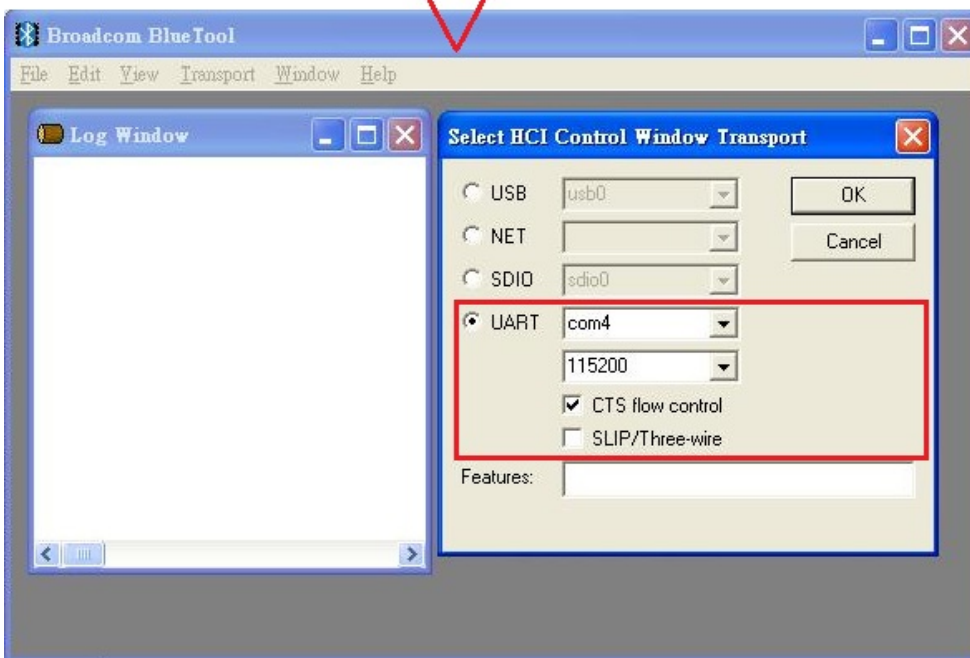 Broadcom BlueTool
File Edit View Transport Window Help
Log Window
Select HCI Control Window Transport
USB usb0 OK
NET Cancel
SDIO sdio0
UART com4
115200
CTS flow control
SLIP/Three-wire
Features: